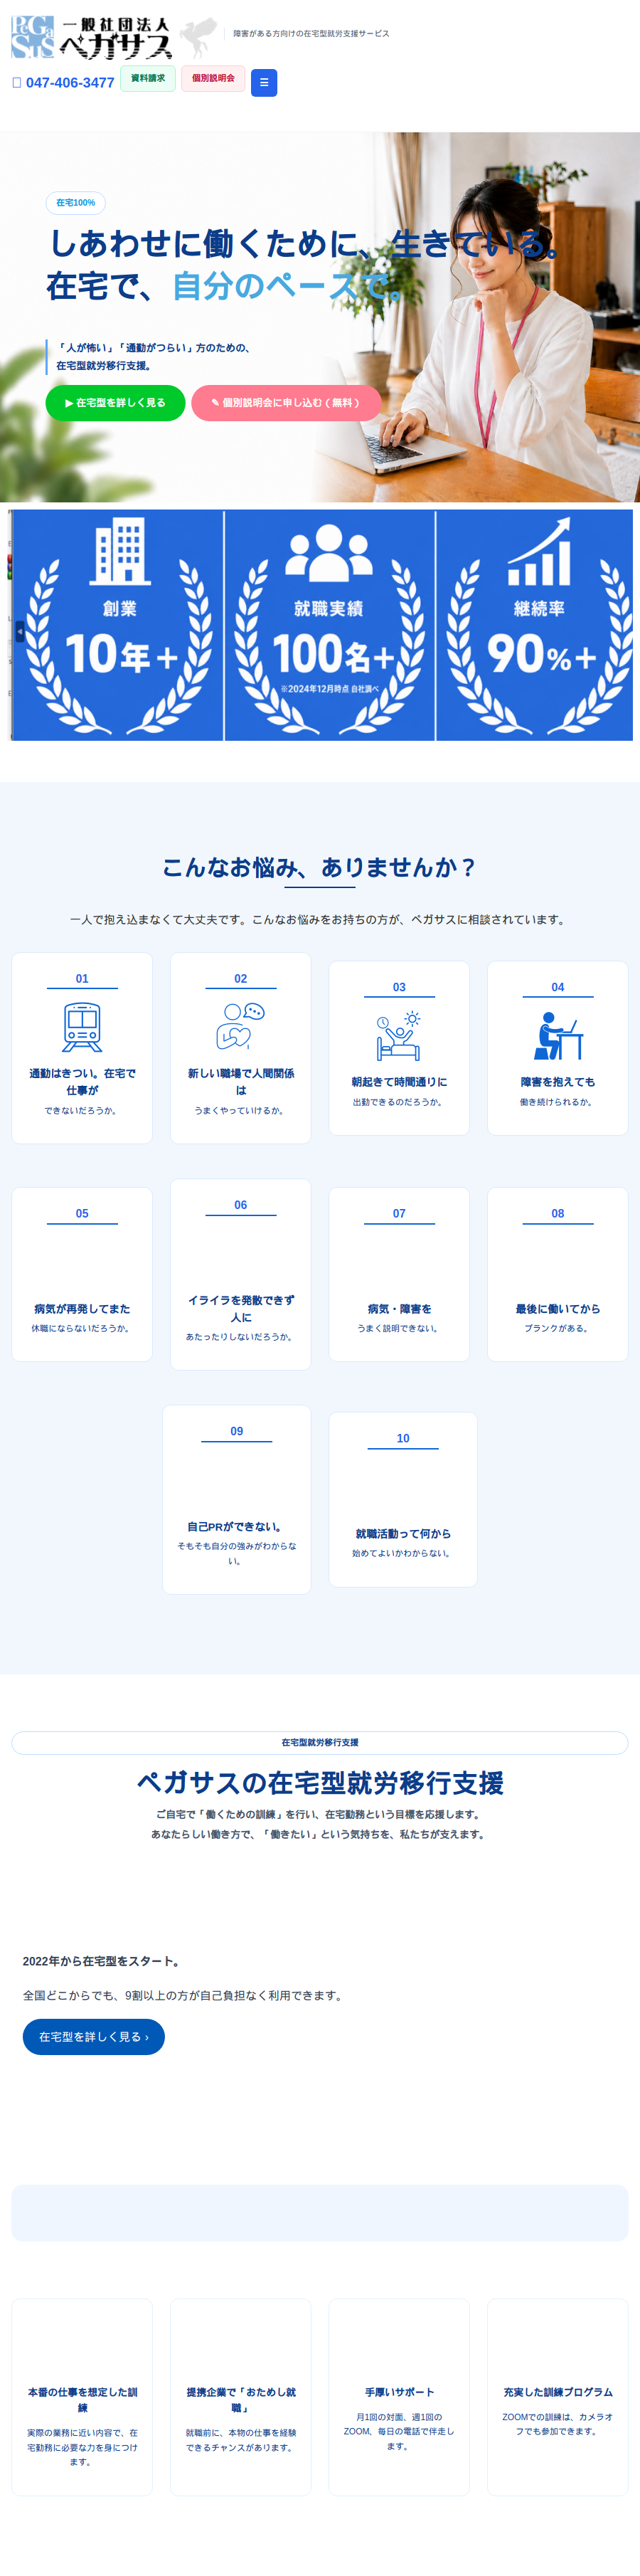 PeGaSaS
一般社団法人
ペガサス
障害がある方向けの在宅型就労支援サービス
047-406-3477
資料請求
個別説明会
☰
在宅100%
しあわせに働くために、生きている。
在宅で、自分のペースで。
「人が怖い」「通勤がつらい」方のための、
在宅型就労移行支援。
▶ 在宅型を詳しく見る
✎ 個別説明会に申し込む（無料）
創業
10年+
就職実績
100名+
※2024年12月時点 自社調べ
継続率
90%+
こんなお悩み、ありませんか？
一人で抱え込まなくて大丈夫です。こんなお悩みをお持ちの方が、ペガサスに相談されています。
01
通勤はきつい。在宅で
仕事が
できないだろうか。
02
新しい職場で人間関係
は
うまくやっていけるか。
03
朝起きて時間通りに
出勤できるのだろうか。
04
障害を抱えても
働き続けられるか。
05
病気が再発してまた
休職にならないだろうか。
06
イライラを発散できず
人に
あたったりしないだろうか。
07
病気・障害を
うまく説明できない。
08
最後に働いてから
ブランクがある。
09
自己PRができない。
そもそも自分の強みがわからな
い。
10
就職活動って何から
始めてよいかわからない。
在宅型就労移行支援
ペガサスの在宅型就労移行支援
ご自宅で「働くための訓練」を行い、在宅勤務という目標を応援します。
あなたらしい働き方で、「働きたい」という気持ちを、私たちが支えます。
2022年から在宅型をスタート。
全国どこからでも、9割以上の方が自己負担なく利用できます。
在宅型を詳しく見る ›
本番の仕事を想定した訓
練
実際の業務に近い内容で、在
宅勤務に必要な力を身につけ
ます。
提携企業で「おためし就
職」
就職前に、本物の仕事を経験
できるチャンスがあります。
手厚いサポート
月1回の対面、週1回の
ZOOM、毎日の電話で伴走し
ます。
充実した訓練プログラム
ZOOMでの訓練は、カメラオ
フでも参加できます。